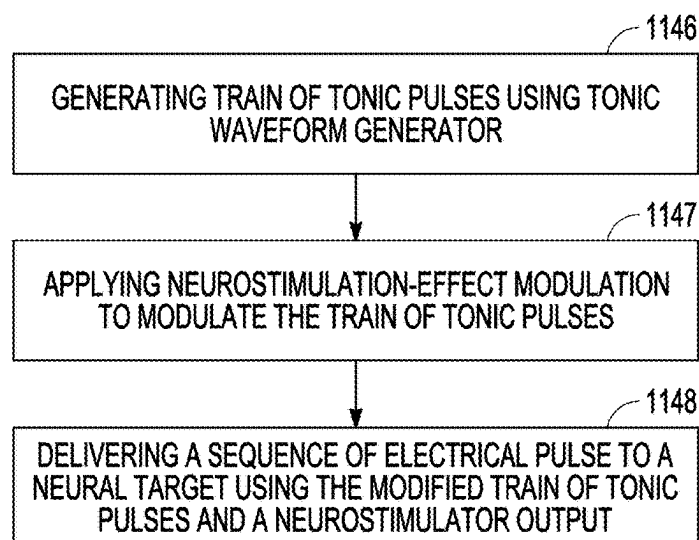 1146
GENERATING TRAIN OF TONIC PULSES USING TONIC
WAVEFORM GENERATOR
1147
APPLYING NEUROSTIMULATION-EFFECT MODULATION
TO MODULATE THE TRAIN OF TONIC PULSES
1148
DELIVERING A SEQUENCE OF ELECTRICAL PULSE TO A
NEURAL TARGET USING THE MODIFIED TRAIN OF TONIC
PULSES AND A NEUROSTIMULATOR OUTPUT